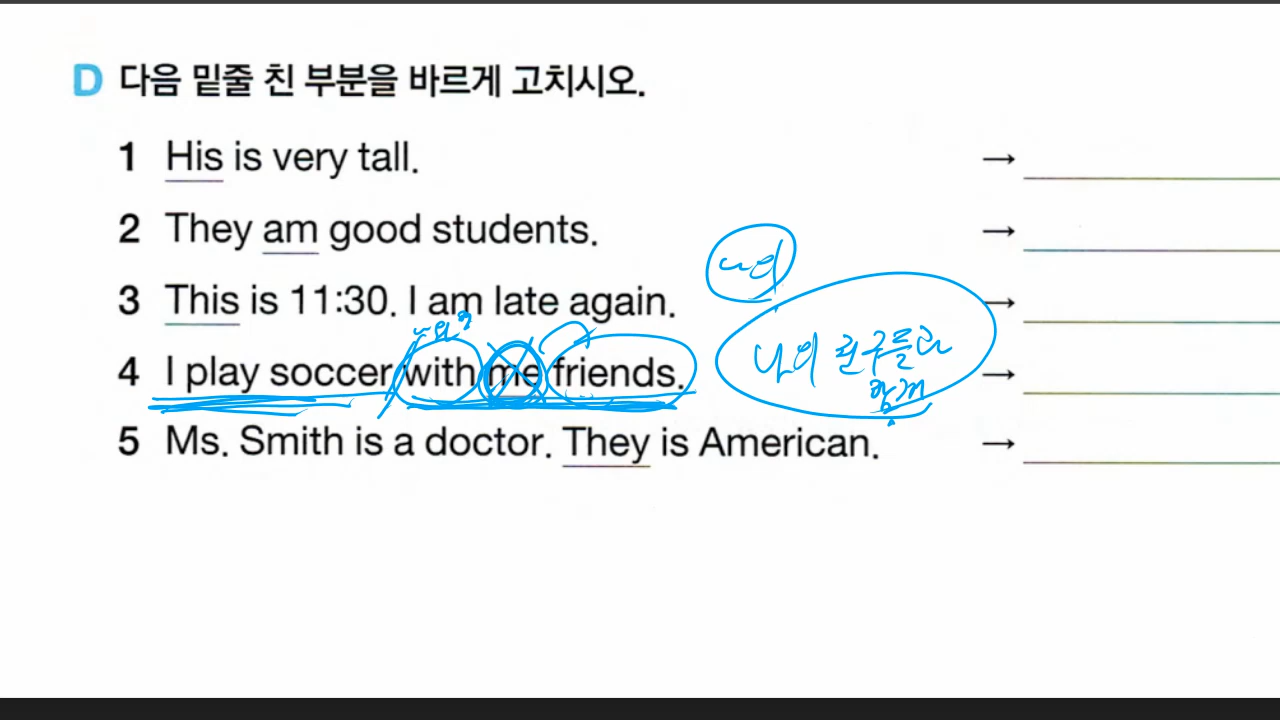 D 다음 밑줄 친 부분을 바르게 고치시오.
1 His is very tall. →
2 They am good students. →
나의
3 This is 11:30. I am late again. →
4 I play soccer with me friends. →
나의 친구들과
함께
5 Ms. Smith is a doctor. They is American. →